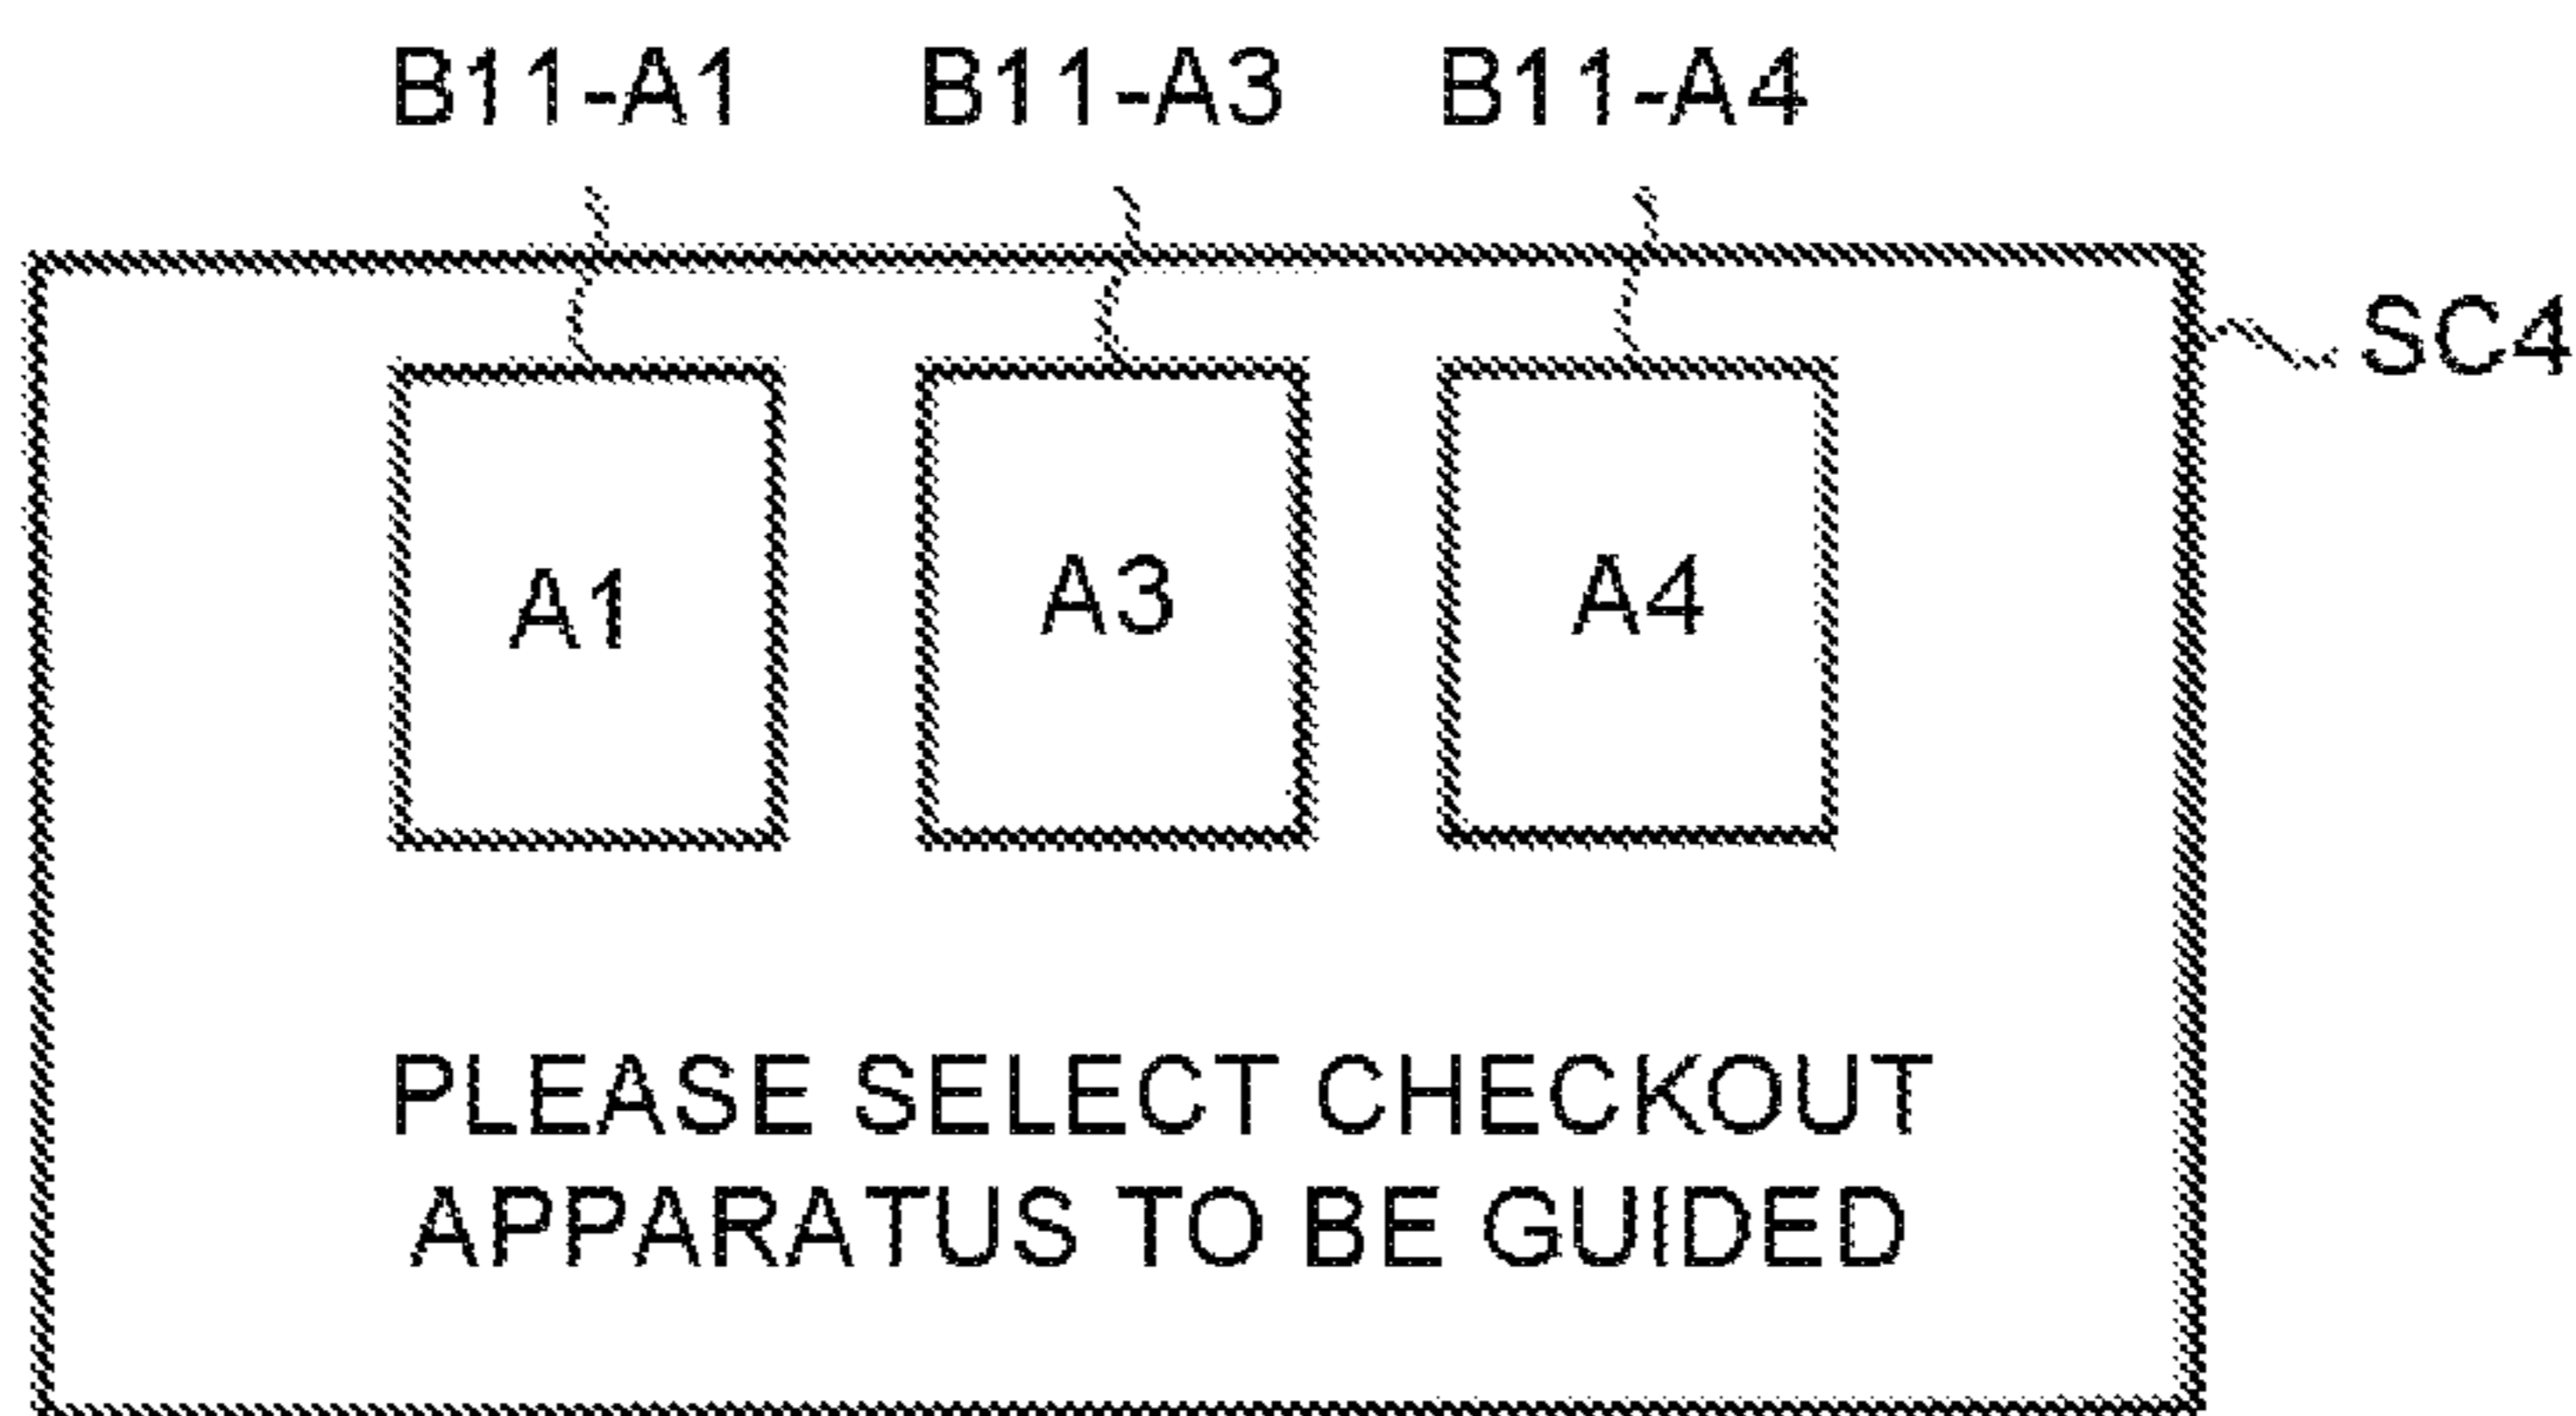 B11-A1 B11-A3 B11-A4
SC4
A1 A3 A4
PLEASE SELECT CHECKOUT
APPARATUS TO BE GUIDED